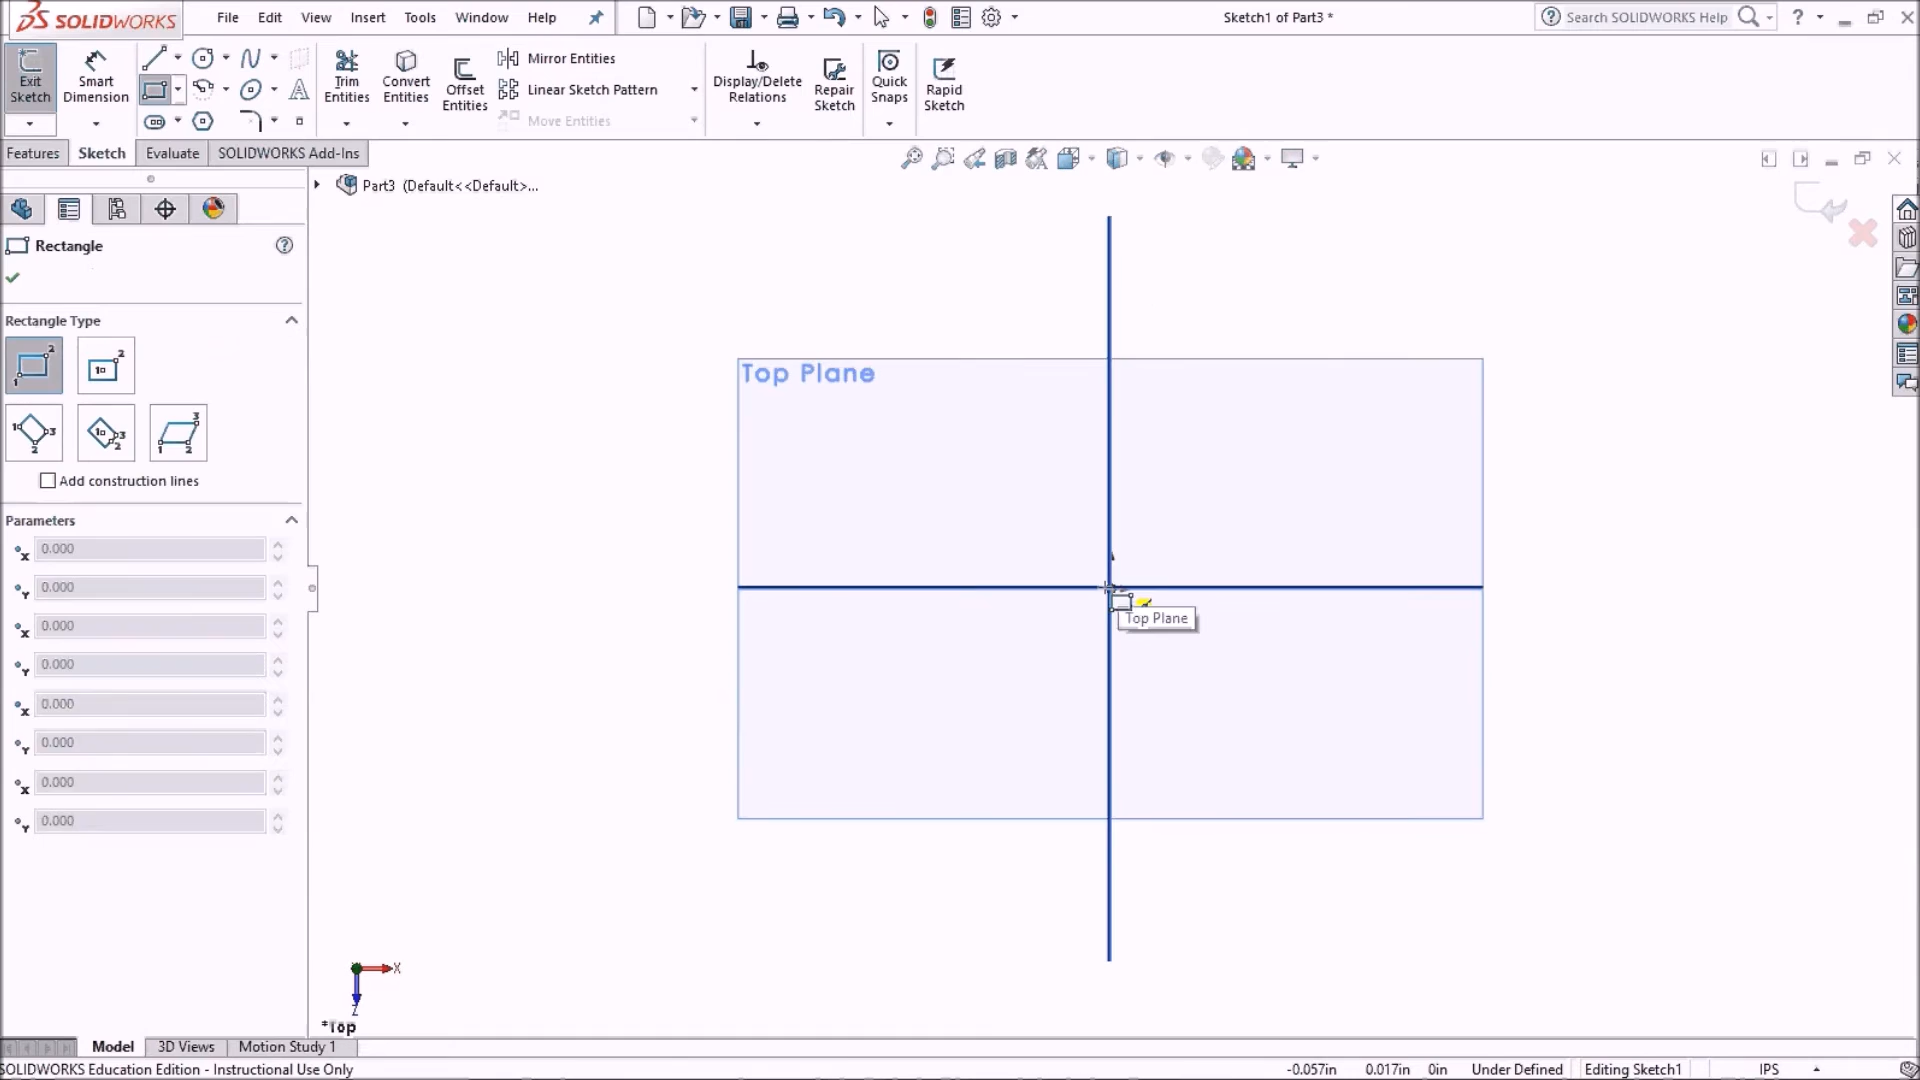 SOLIDWORKS
File Edit View Insert Tools Window Help
Sketch1 of Part3 *
Search SOLIDWORKS Help
Exit Sketch
Smart Dimension
Trim Entities
Convert Entities
Offset Entities
Mirror Entities
Linear Sketch Pattern
Move Entities
Display/Delete Relations
Repair Sketch
Quick Snaps
Rapid Sketch
Features Sketch Evaluate SOLIDWORKS Add-Ins
Part3 (Default<<Default>...
Rectangle
Rectangle Type
Add construction lines
Parameters
X 0.000
Y 0.000
X 0.000
Y 0.000
X 0.000
Y 0.000
X 0.000
Y 0.000
Top Plane
Top Plane
X
Z
*Top
Model 3D Views Motion Study 1
SOLIDWORKS Education Edition - Instructional Use Only
-0.057in 0.017in 0in Under Defined Editing Sketch1 IPS